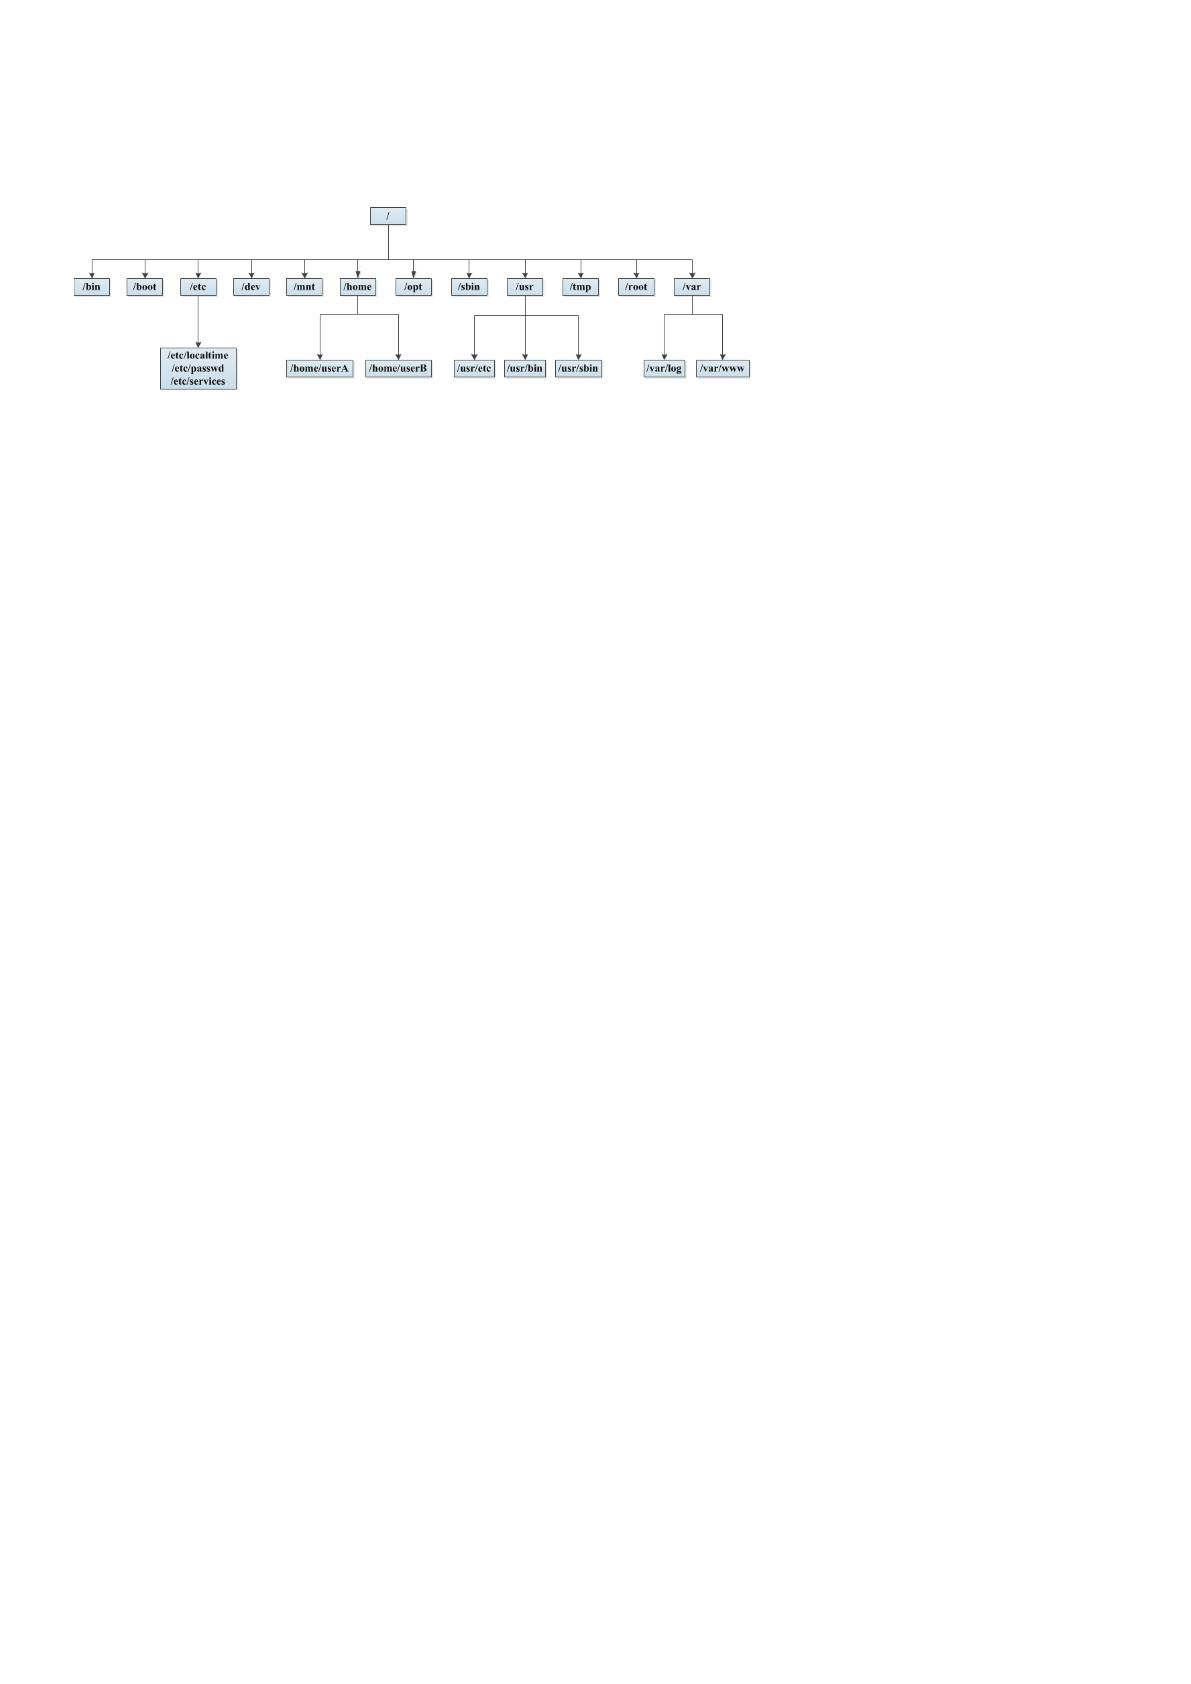 /
/bin /boot /etc /dev /mnt /home /opt /sbin /usr /tmp /root /var
/etc/localtime
/etc/passwd
/etc/services
/home/userA /home/userB /usr/etc /usr/bin /usr/sbin /var/log /var/www